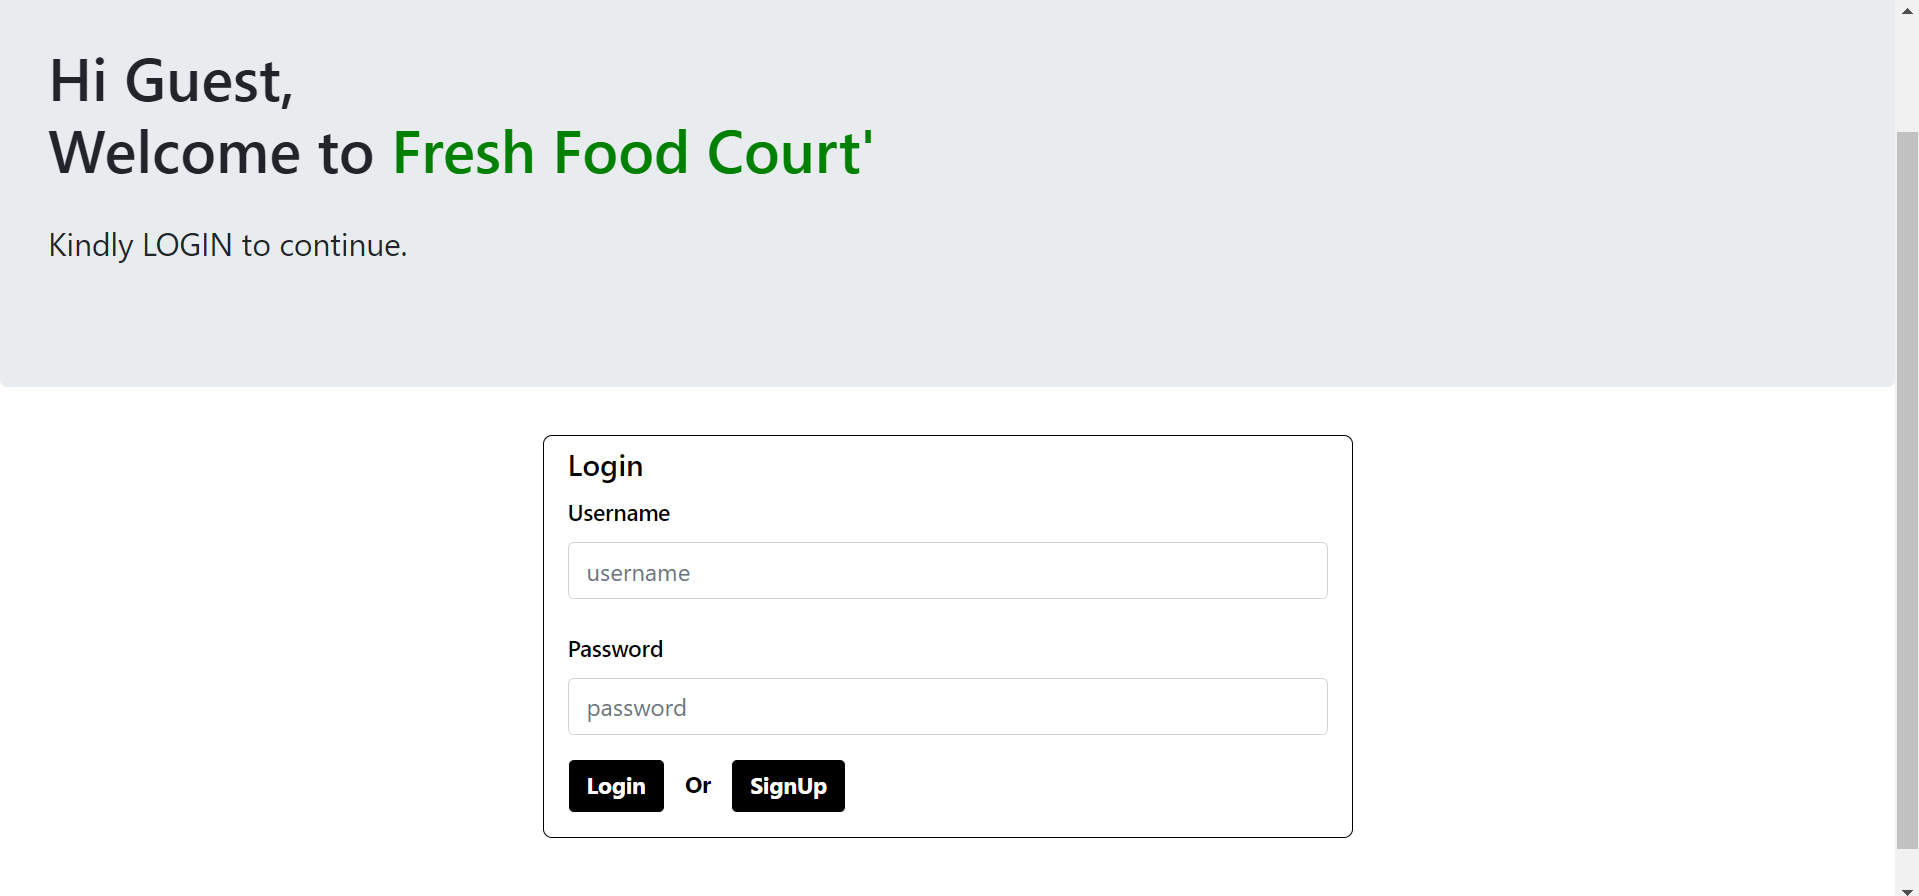 Hi Guest,
Welcome to Fresh Food Court'
Kindly LOGIN to continue.
Login
Username
username
Password
password
Login Or SignUp